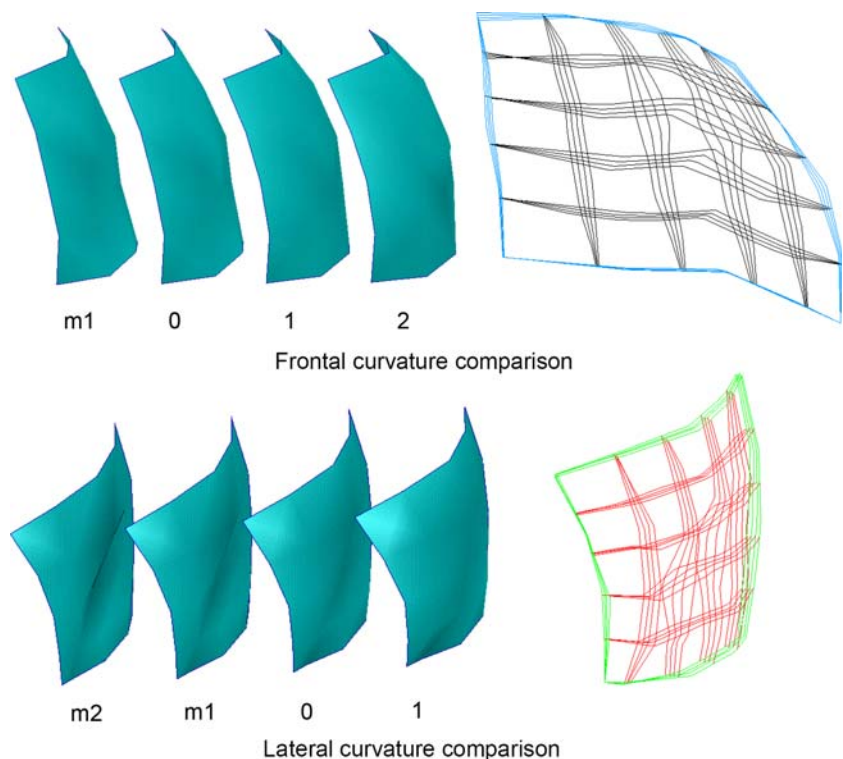 m1 0 1 2
Frontal curvature comparison
m2 m1 0 1
Lateral curvature comparison